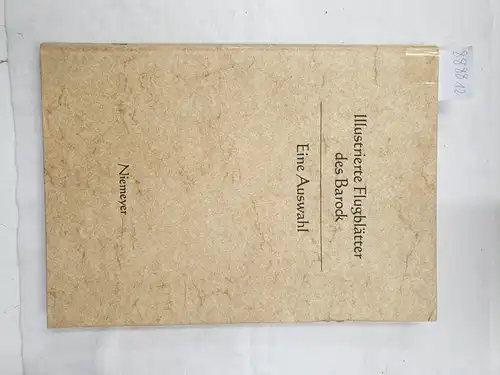 Illustrierte Flugblätter
des Barock
Eine Auswahl
Niemeyer